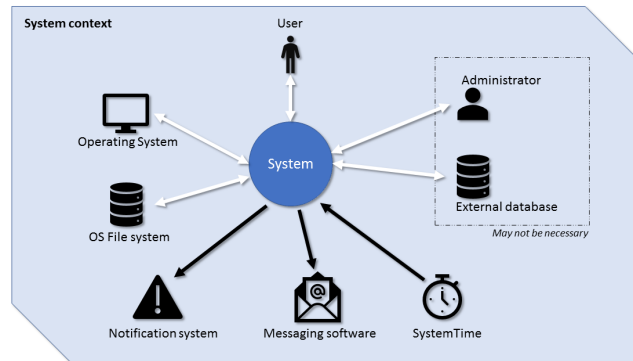 System context
User
Administrator
Operating System
System
OS File system
External database
May not be necessary
@
Notification system
Messaging software
SystemTime